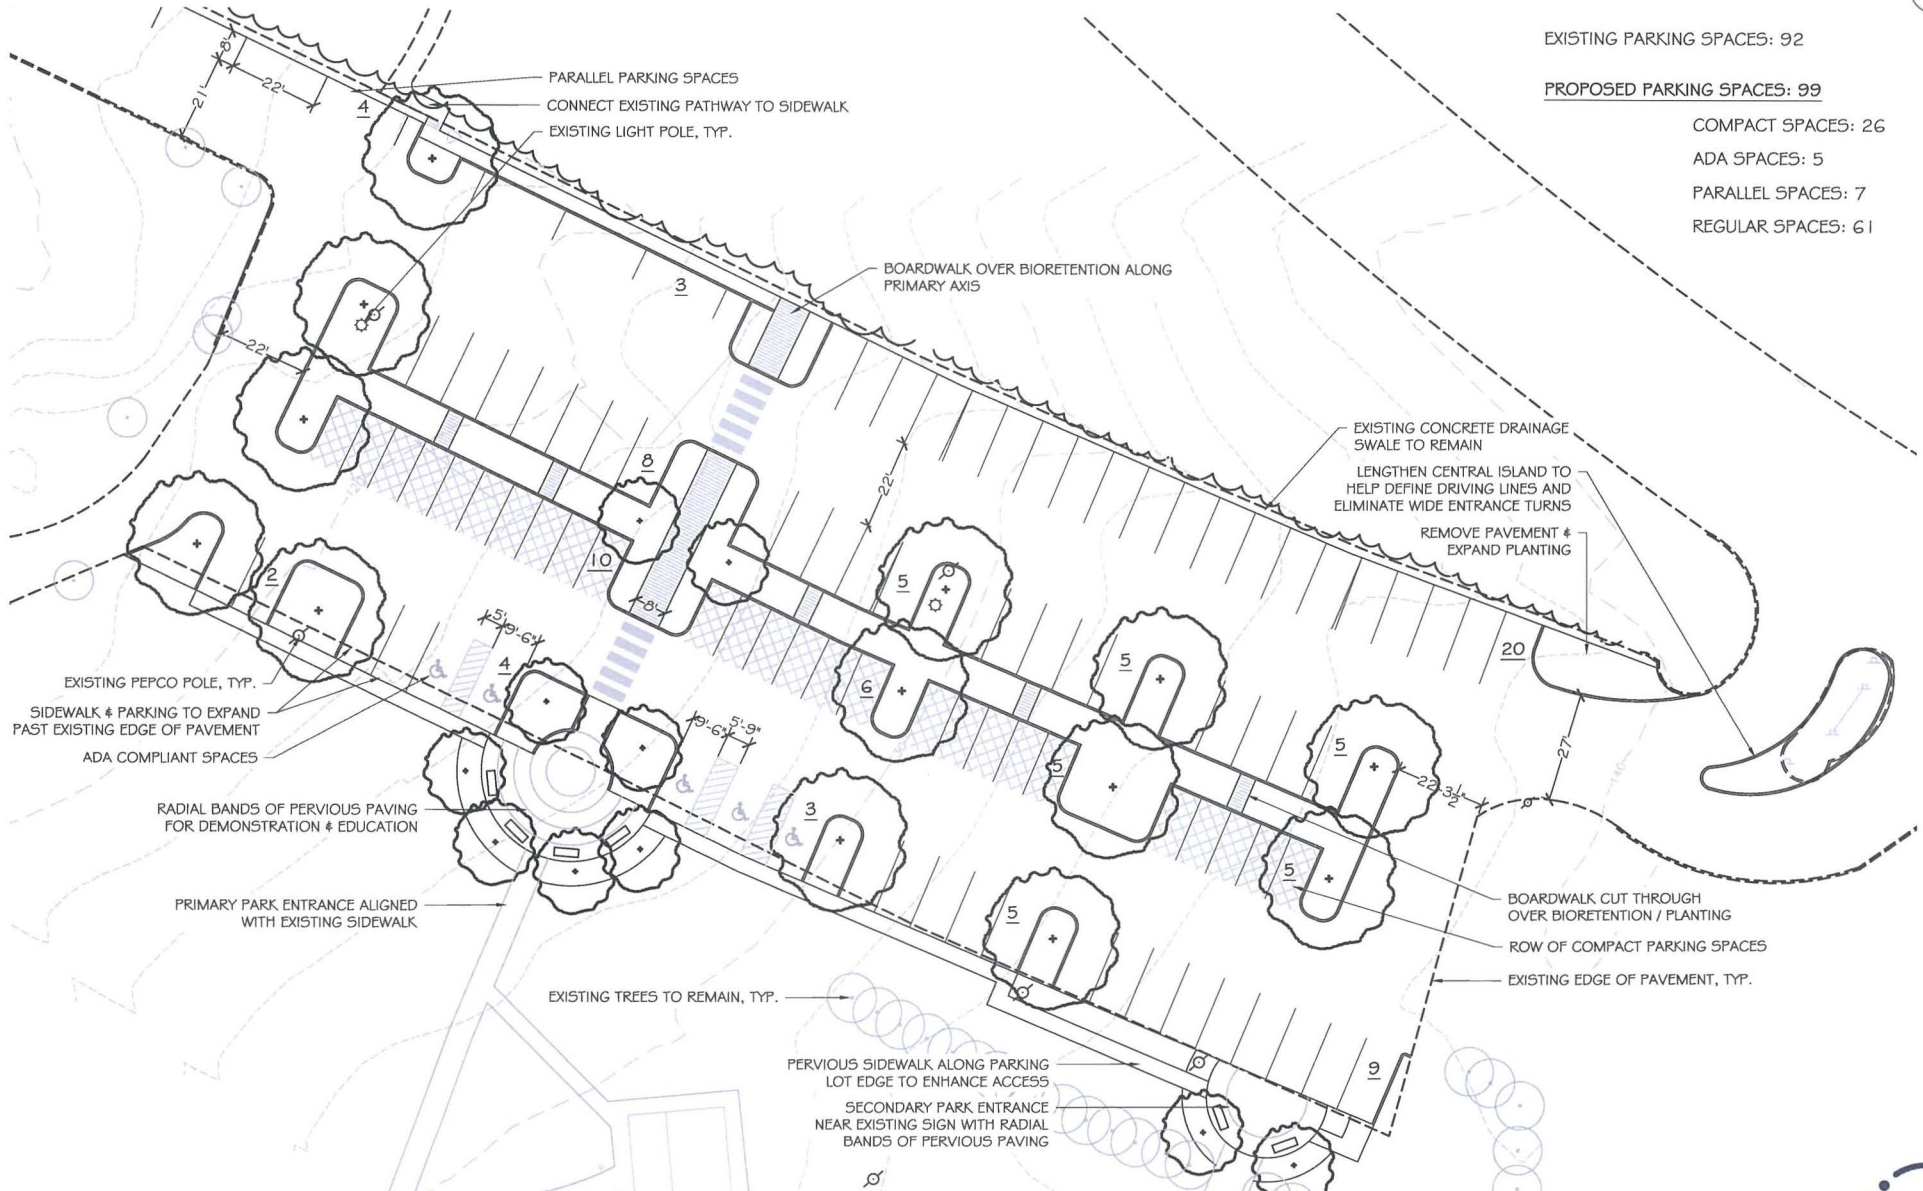 EXISTING PARKING SPACES: 92
PROPOSED PARKING SPACES: 99
COMPACT SPACES: 26
ADA SPACES: 5
PARALLEL SPACES: 7
REGULAR SPACES: 61
8'
21'
22'
4
PARALLEL PARKING SPACES
CONNECT EXISTING PATHWAY TO SIDEWALK
EXISTING LIGHT POLE, TYP.
3
BOARDWALK OVER BIORETENTION ALONG
PRIMARY AXIS
22'
8
22'
10
8'
EXISTING CONCRETE DRAINAGE
SWALE TO REMAIN
LENGTHEN CENTRAL ISLAND TO
HELP DEFINE DRIVING LINES AND
ELIMINATE WIDE ENTRANCE TURNS
REMOVE PAVEMENT &
EXPAND PLANTING
2
5'
9'-6"
4
5
5
20
6
5
5
5
27'
22'-3 1/2"
9'-6"
5'-9"
3
5
EXISTING PEPCO POLE, TYP.
SIDEWALK & PARKING TO EXPAND
PAST EXISTING EDGE OF PAVEMENT
ADA COMPLIANT SPACES
RADIAL BANDS OF PERVIOUS PAVING
FOR DEMONSTRATION & EDUCATION
PRIMARY PARK ENTRANCE ALIGNED
WITH EXISTING SIDEWALK
BOARDWALK CUT THROUGH
OVER BIORETENTION / PLANTING
ROW OF COMPACT PARKING SPACES
EXISTING EDGE OF PAVEMENT, TYP.
EXISTING TREES TO REMAIN, TYP.
PERVIOUS SIDEWALK ALONG PARKING
LOT EDGE TO ENHANCE ACCESS
SECONDARY PARK ENTRANCE
NEAR EXISTING SIGN WITH RADIAL
BANDS OF PERVIOUS PAVING
9
140